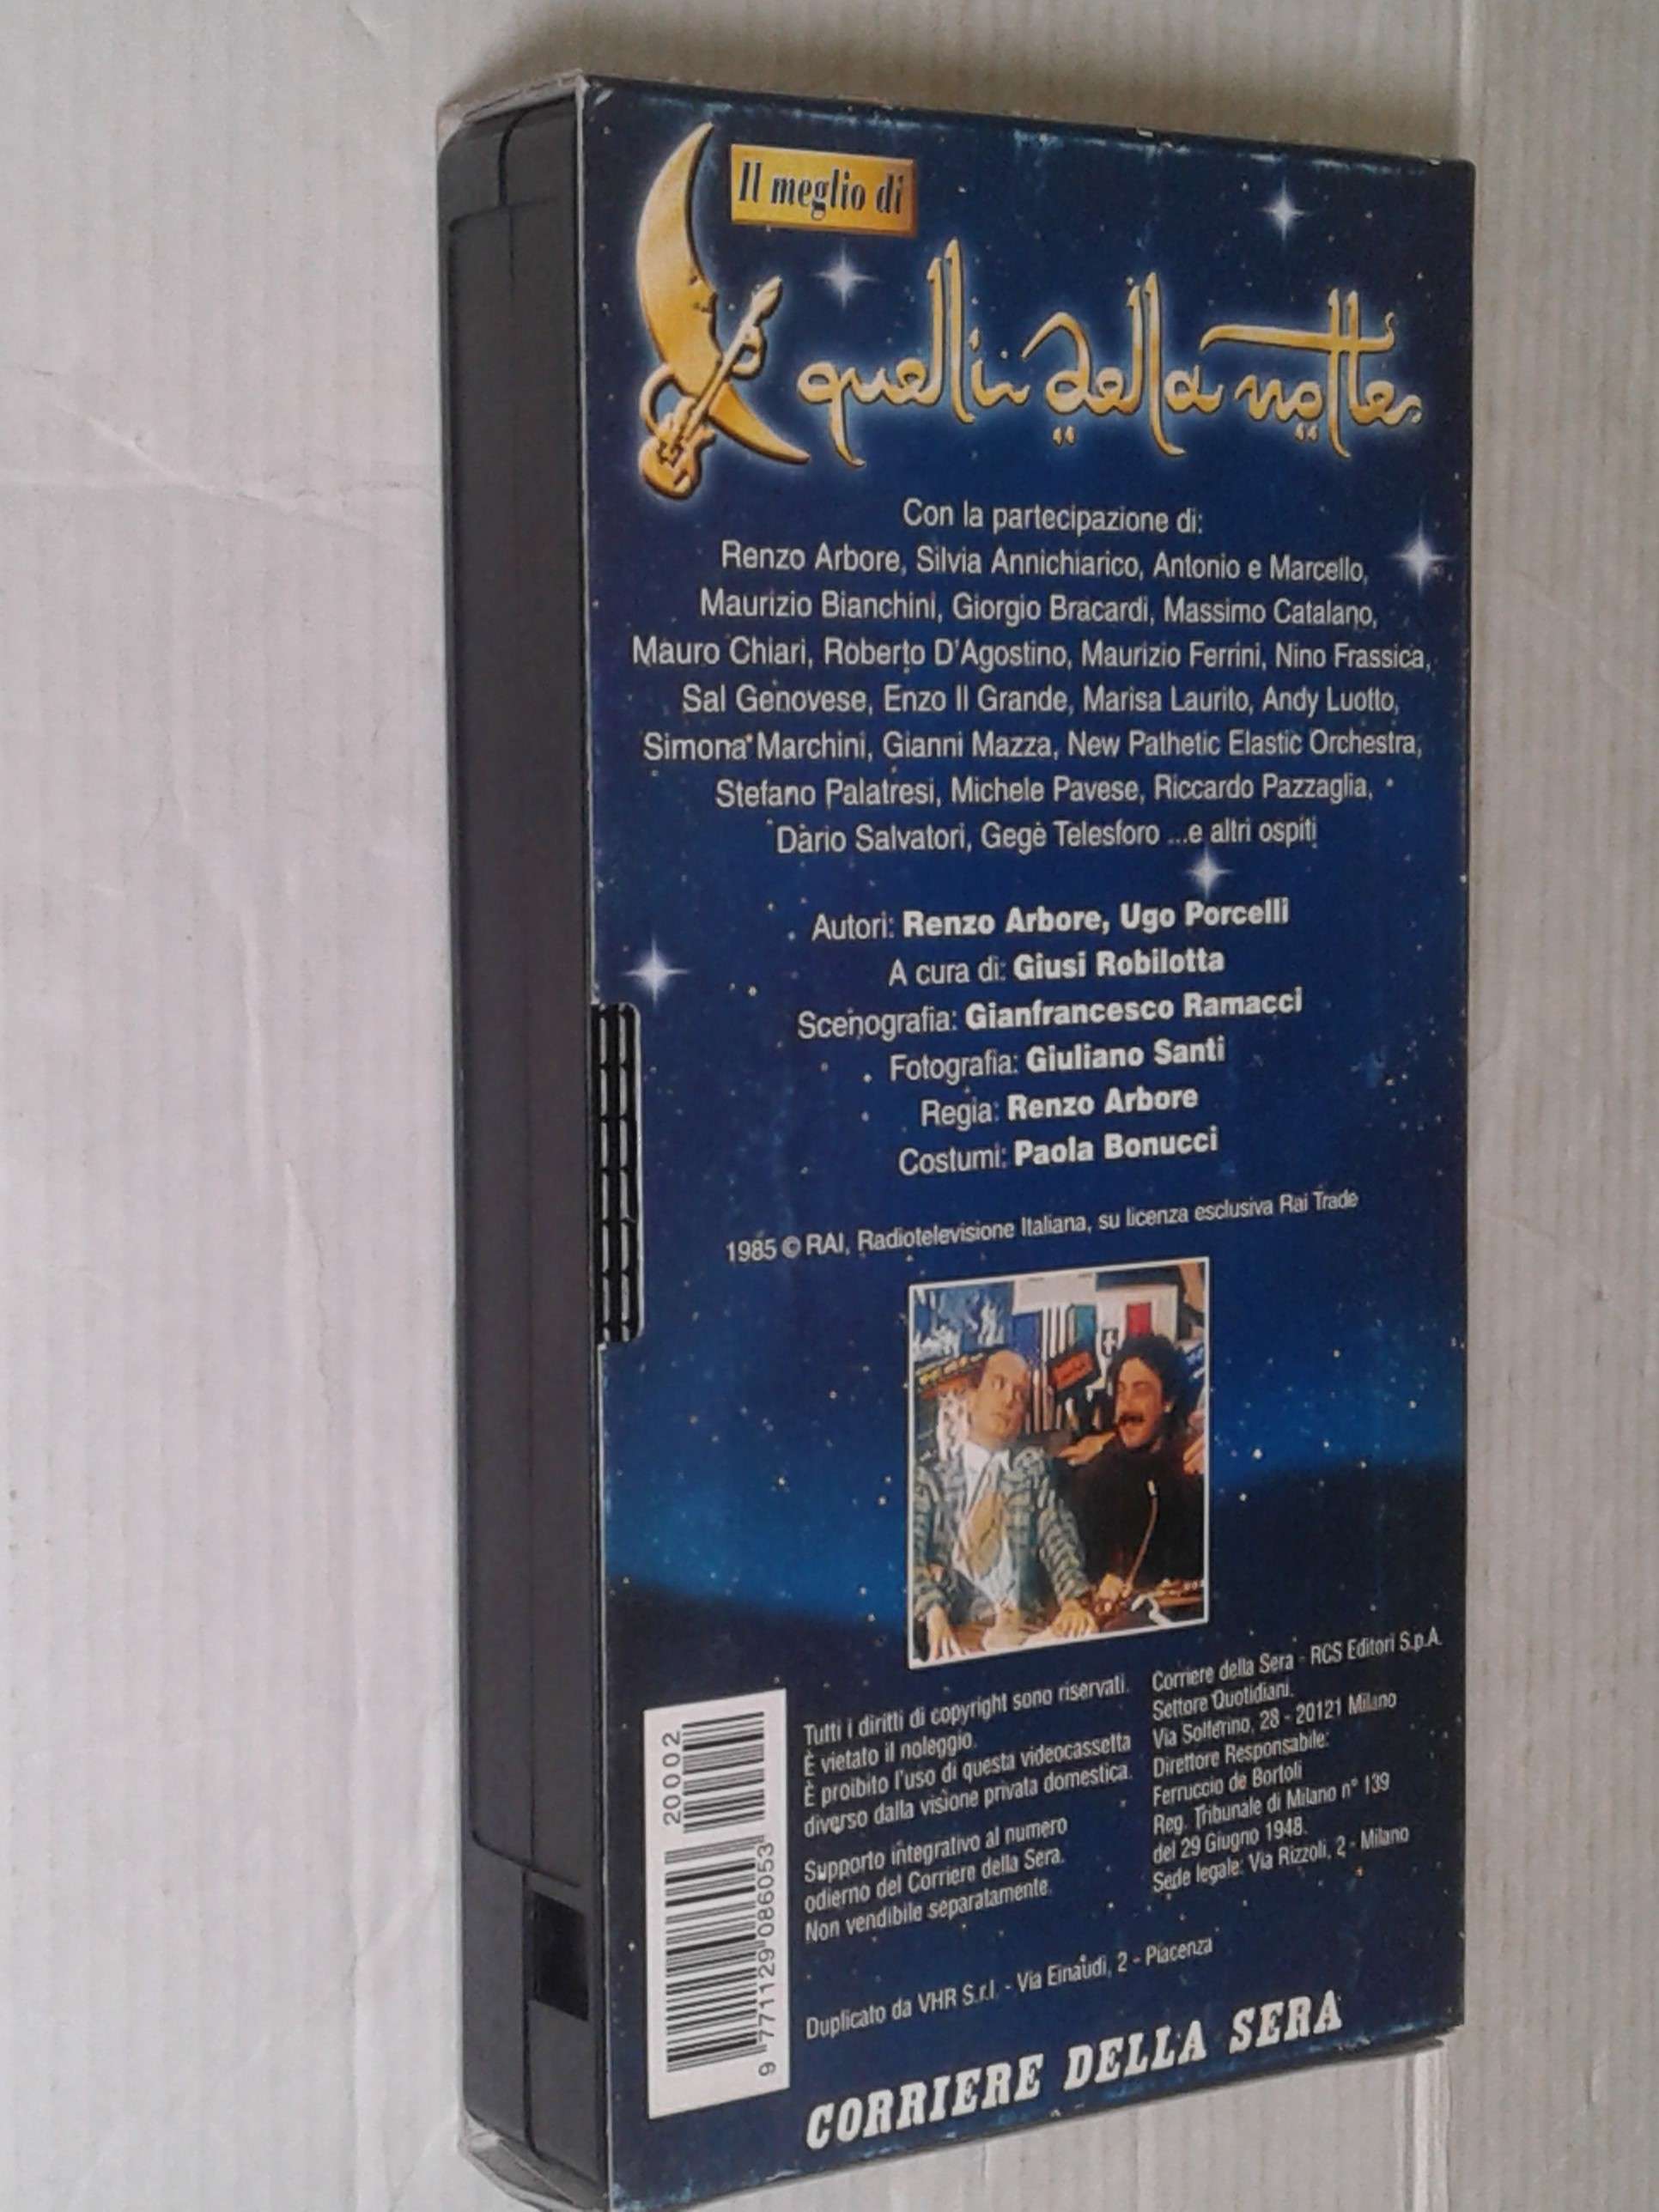 Il meglio di
quelli della notte
Con la partecipazione di:
Renzo Arbore, Silvia Annichiarico, Antonio e Marcello,
Maurizio Bianchini, Giorgio Bracardi, Massimo Catalano,
Mauro Chiari, Roberto D'Agostino, Maurizio Ferrini, Nino Frassica,
Sal Genovese, Enzo Il Grande, Marisa Laurito, Andy Luotto,
Simona Marchini, Gianni Mazza, New Pathetic Elastic Orchestra,
Stefano Palatresi, Michele Pavese, Riccardo Pazzaglia,
Dario Salvatori, Gegè Telesforo ...e altri ospiti
Autori: Renzo Arbore, Ugo Porcelli
A cura di: Giusi Robilotta
Scenografia: Gianfrancesco Ramacci
Fotografia: Giuliano Santi
Regia: Renzo Arbore
Costumi: Paola Bonucci
1985 © RAI, Radiotelevisione Italiana, su licenza esclusiva Rai Trade
20002
9 771129 086053
Tutti i diritti di copyright sono riservati.
È vietato il noleggio.
È proibito l'uso di questa videocassetta
diverso dalla visione privata domestica.
Supporto integrativo al numero
odierno del Corriere della Sera.
Non vendibile separatamente.
Corriere della Sera - RCS Editori S.p.A.
Settore Quotidiani.
Via Solferino, 28 - 20121 Milano
Direttore Responsabile:
Ferruccio de Bortoli
Reg. Tribunale di Milano n° 139
del 29 Giugno 1948.
Sede legale: Via Rizzoli, 2 - Milano
Duplicato da VHR S.r.l. - Via Einaudi, 2 - Piacenza
CORRIERE DELLA SERA